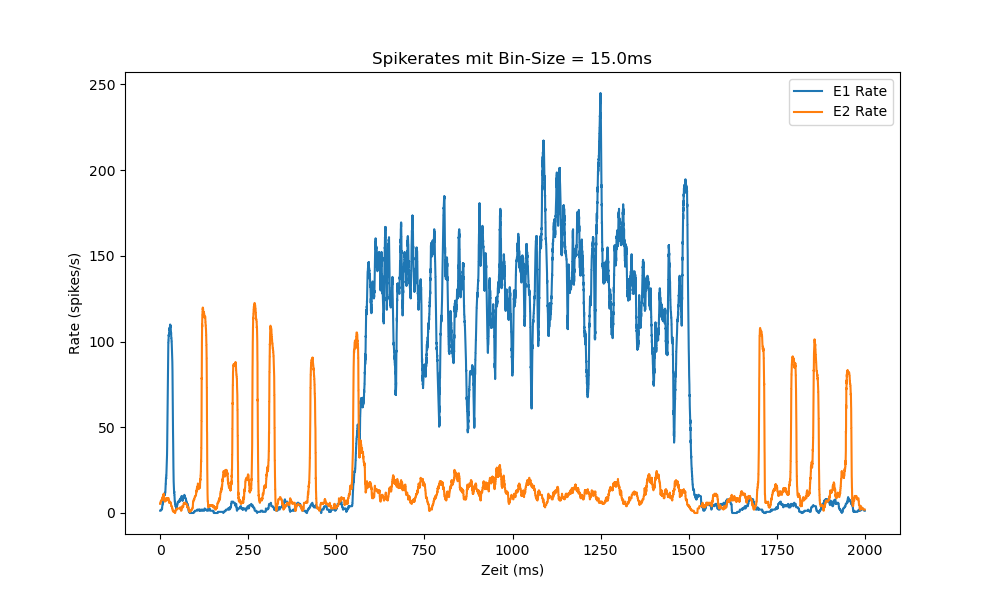 Spikerates mit Bin-Size = 15.0ms
E1 Rate
E2 Rate
Rate (spikes/s)
250
200
150
100
50
0
0 250 500 750 1000 1250 1500 1750 2000
Zeit (ms)